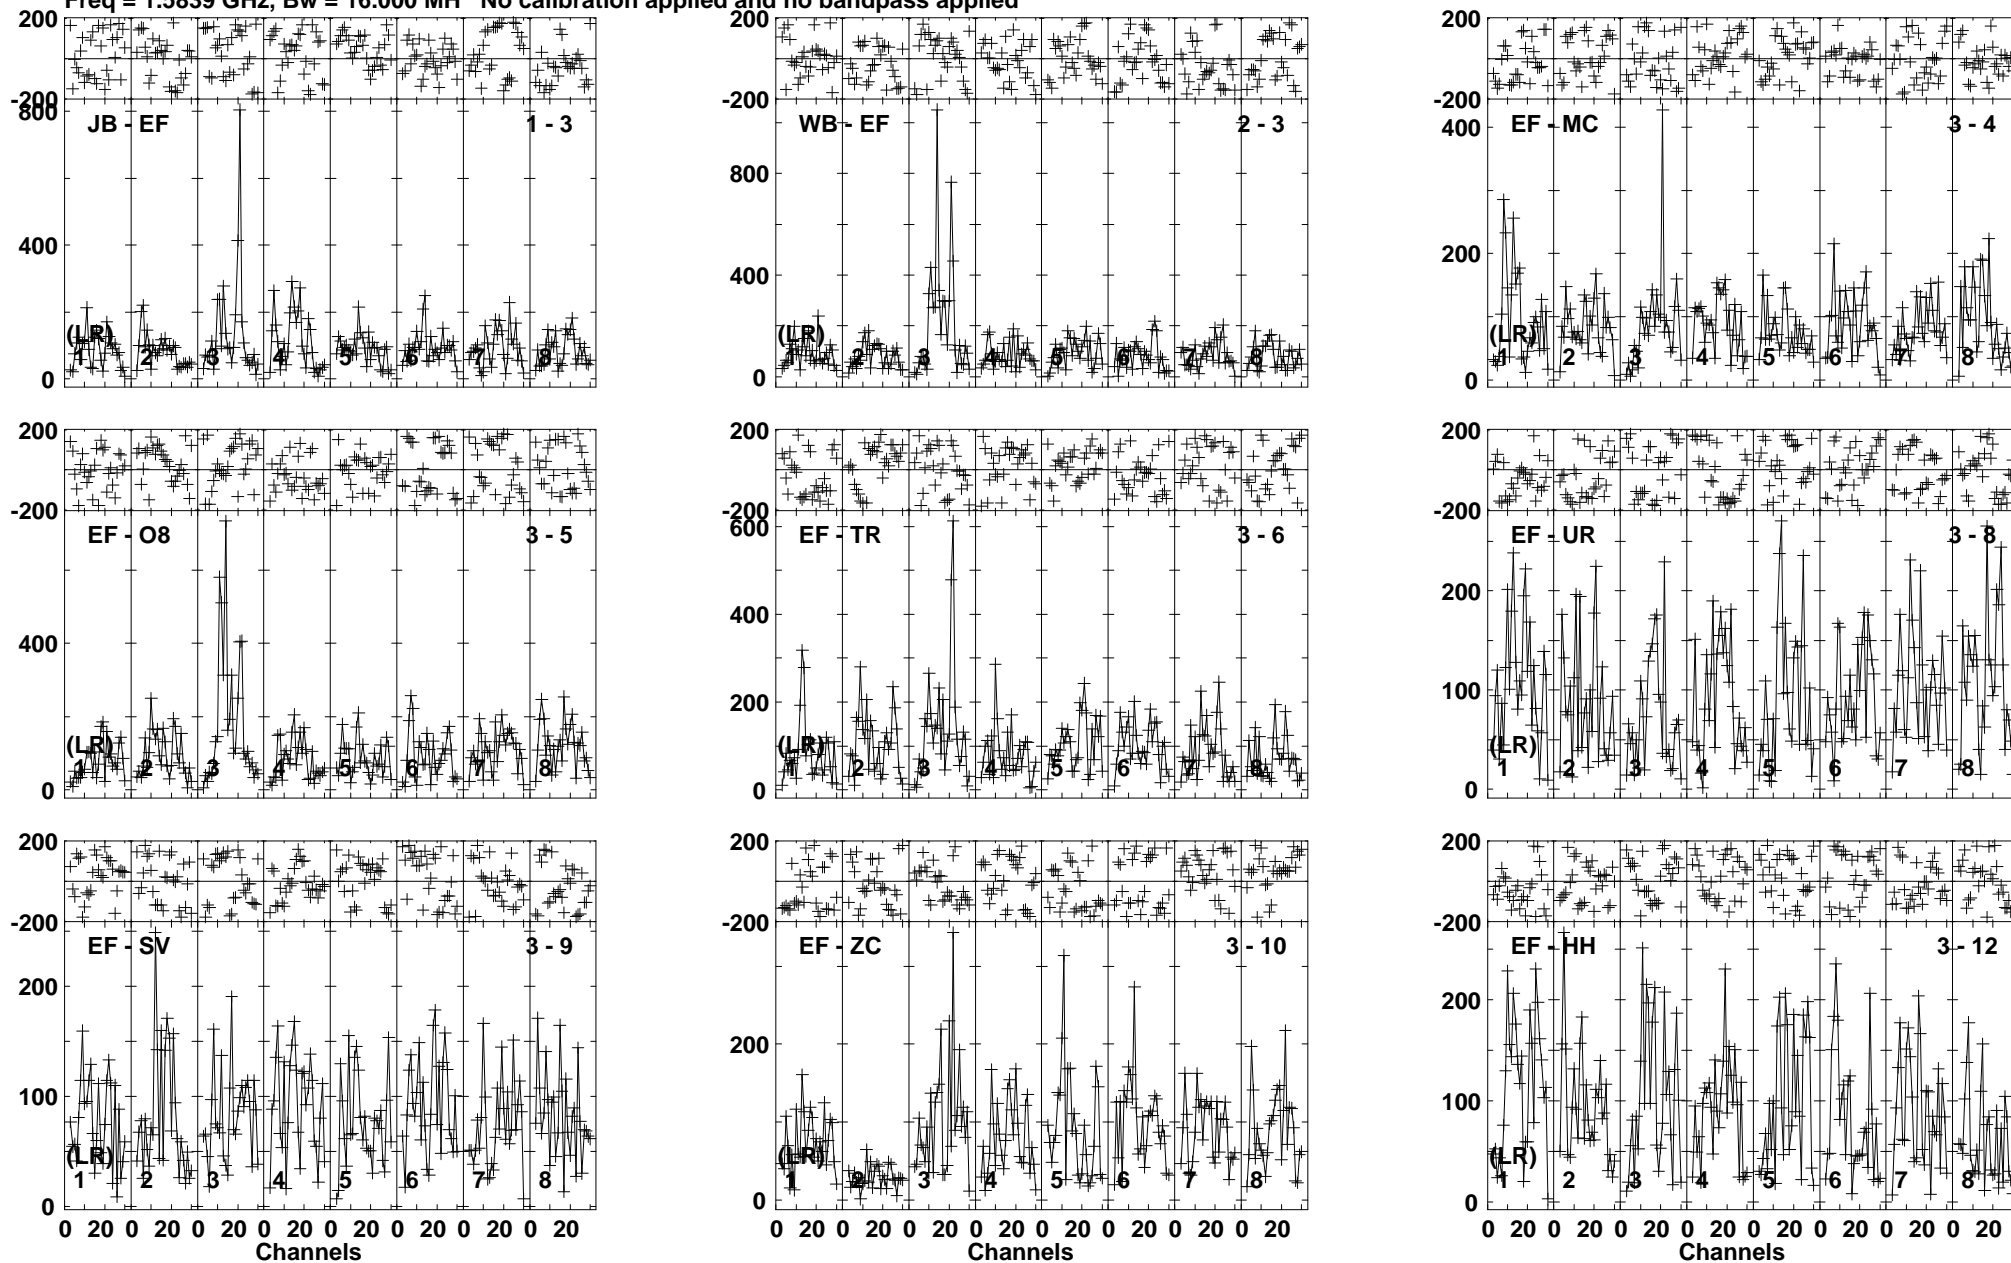 Freq = 1.5839 GHz, Bw = 16.000 MH No calibration applied and no bandpass applied
200 200 200
-200 -200 -200
800
JB - EF 1 - 3 WB - EF 2 - 3 EF - MC 3 - 4
800 400
400 400 200
(LR) (LR) (LR)
1 2 3 4 5 6 7 8 1 2 3 4 5 6 7 8 1 2 3 4 5 6 7 8
0 0 0
200 200 200
-200 -200 -200
600
EF - O8 3 - 5 EF - TR 3 - 6 EF - UR 3 - 8
400 400 200
200 100
(LR) (LR) (LR)
1 2 3 4 5 6 7 8 1 2 3 4 5 6 7 8 1 2 3 4 5 6 7 8
0 0 0
200 200 200
-200 -200 -200
EF - SV 3 - 9 EF - ZC 3 - 10 EF - HH 3 - 12
200 200 200
100 100
(LR) (LR) (LR)
1 2 3 4 5 6 7 8 1 2 3 4 5 6 7 8 1 2 3 4 5 6 7 8
0 0 0
0 20 0 20 0 20 0 20 0 20 0 20 0 20 0 20 0 20 0 20 0 20 0 20 0 20 0 20 0 20 0 20 0 20 0 20 0 20 0 20 0 20 0 20 0 20 0 20
Channels Channels Channels